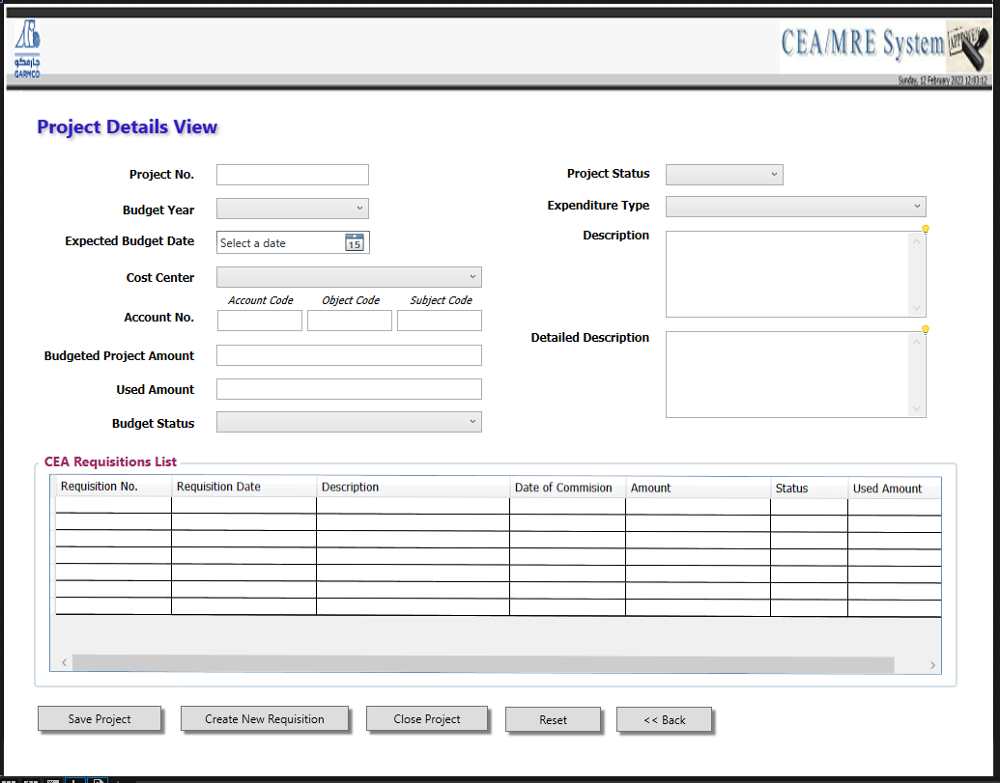 جارمكو
GARMCO
CEA/MRE System
APPROVED
Sunday, 12 February 2023 12:03:12
Project Details View
Project No.
Budget Year
Expected Budget Date
Select a date
15
Cost Center
Account Code Object Code Subject Code
Account No.
Budgeted Project Amount
Used Amount
Budget Status
Project Status
Expenditure Type
Description
Detailed Description
CEA Requisitions List
Requisition No. Requisition Date Description Date of Commision Amount Status Used Amount
Save Project Create New Requisition Close Project Reset << Back